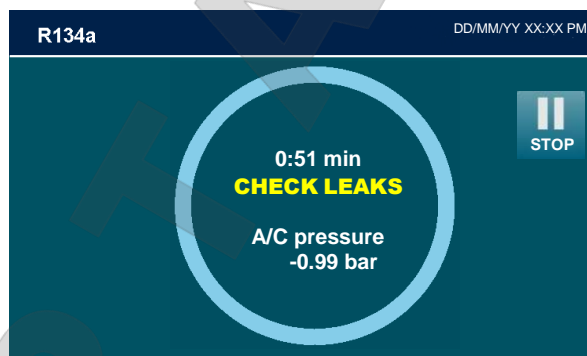 R134a
DD/MM/YY XX:XX PM
STOP
0:51 min
CHECK LEAKS
A/C pressure
-0.99 bar